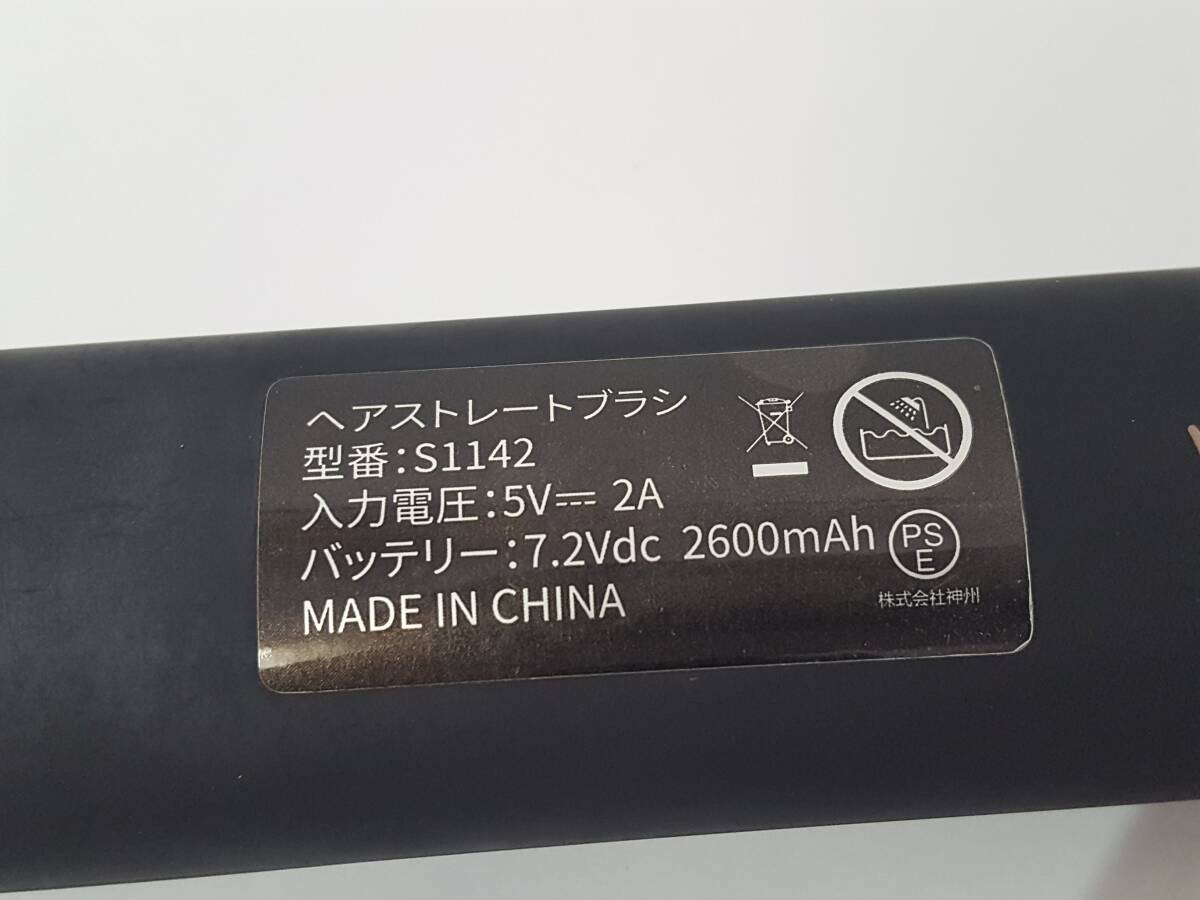 ヘアストレートブラシ
型番:S1142
入力電圧:5V⎓ 2A
バッテリー:7.2Vdc 2600mAh
MADE IN CHINA
PS
E
株式会社神州